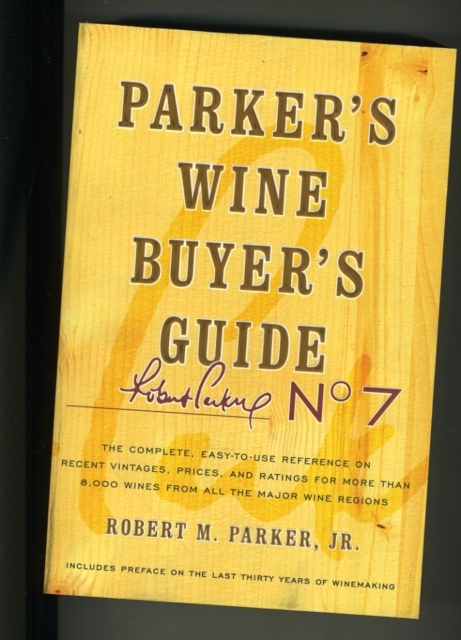 PARKER'S
WINE
BUYER'S
GUIDE
Robert Parker Nº 7
THE COMPLETE, EASY-TO-USE REFERENCE ON
RECENT VINTAGES, PRICES, AND RATINGS FOR MORE THAN
8,000 WINES FROM ALL THE MAJOR WINE REGIONS
ROBERT M. PARKER, JR.
INCLUDES PREFACE ON THE LAST THIRTY YEARS OF WINEMAKING